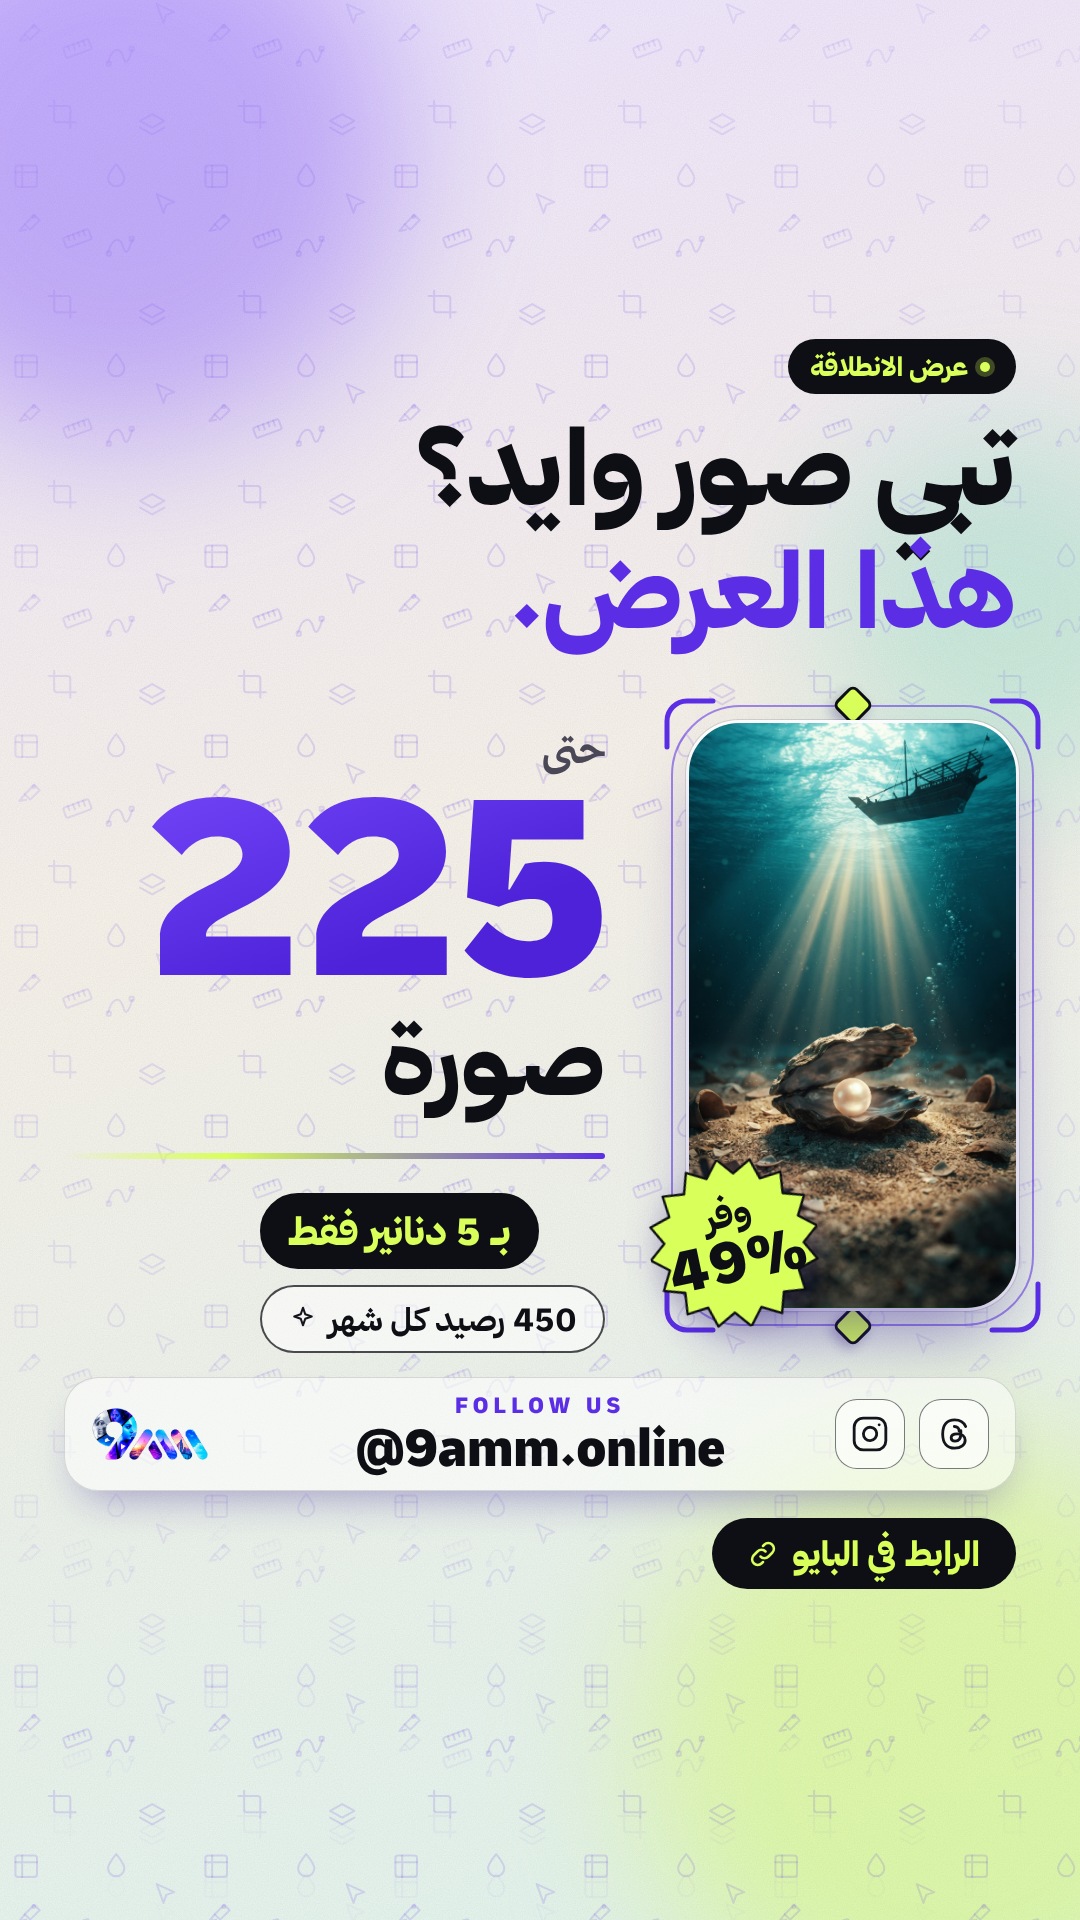 عرض الانطلاقة
تبي صور وايد؟
هذا العرض.
حتى
225
صورة
بـ 5 دنانير فقط
450 رصيد كل شهر
وفر
49%
9am
FOLLOW US
@9amm.online
الرابط في البايو